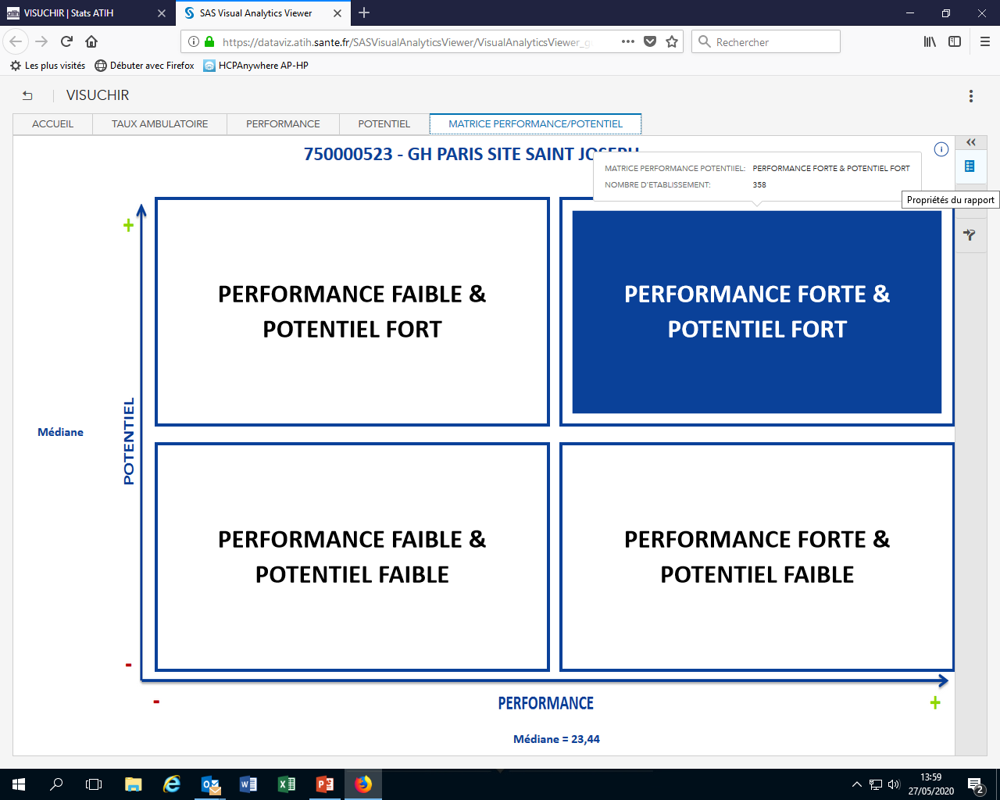 VISUCHIR | Stats ATIH
SAS Visual Analytics Viewer
https://dataviz.atih.sante.fr/SASVisualAnalyticsViewer/VisualAnalyticsViewer_g
Rechercher
Les plus visités
Débuter avec Firefox
HCPAnywhere AP-HP
VISUCHIR
ACCUEIL
TAUX AMBULATOIRE
PERFORMANCE
POTENTIEL
MATRICE PERFORMANCE/POTENTIEL
750000523 - GH PARIS SITE SAINT JOSEPH
MATRICE PERFORMANCE POTENTIIEL: PERFORMANCE FORTE & POTENTIEL FORT
NOMBRE D'ETABLISSEMENT: 358
Propriétés du rapport
+
PERFORMANCE FAIBLE &
POTENTIEL FORT
PERFORMANCE FORTE &
POTENTIEL FORT
Médiane
POTENTIEL
PERFORMANCE FAIBLE &
POTENTIEL FAIBLE
PERFORMANCE FORTE &
POTENTIEL FAIBLE
-
-
PERFORMANCE
+
Médiane = 23,44
13:59
27/05/2020
2